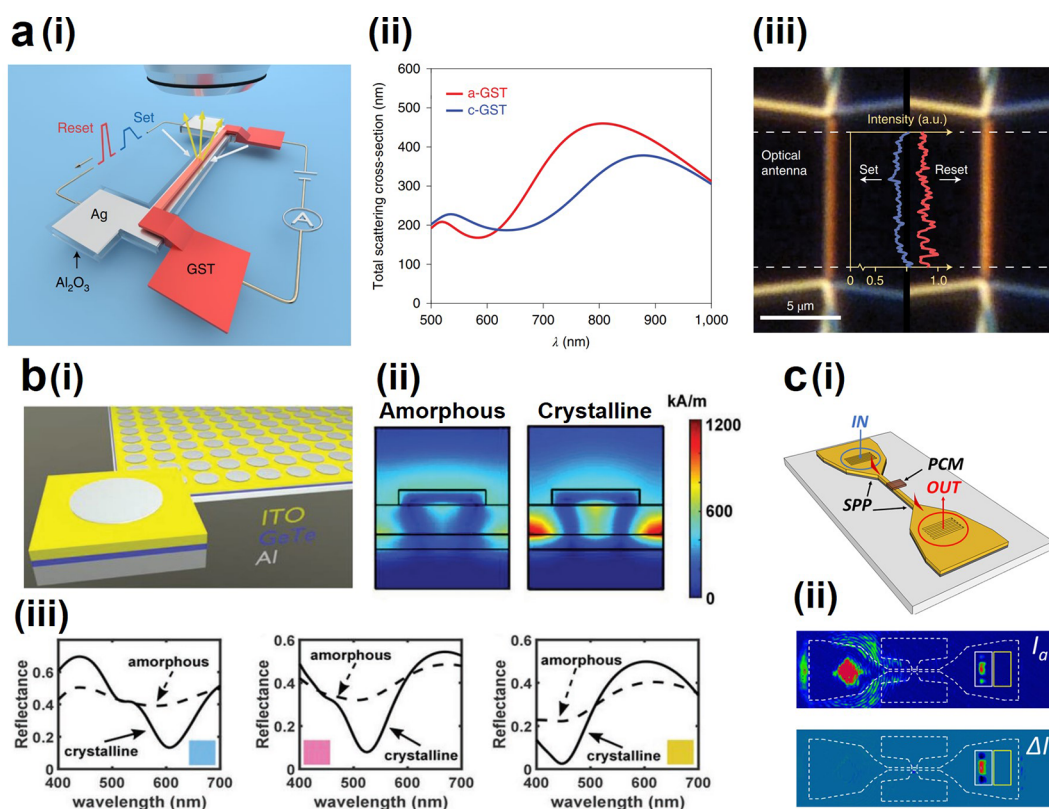 a (i)
Reset
Set
Ag
Al₂O₃
GST
A
(ii)
Total scattering cross-section (nm)
600
500
400
300
200
100
0
a-GST
c-GST
500 600 700 800 900 1,000
λ (nm)
(iii)
Intensity (a.u.)
Optical
antenna
Set
Reset
0 0.5 1.0
5 μm
b (i)
ITO
GeTe
Al
(ii)
Amorphous Crystalline
kA/m
1200
600
0
(iii)
Reflectance
0.8
0.6
0.4
0.2
0
amorphous
crystalline
400 500 600 700
wavelength (nm)
Reflectance
0.6
0.4
0.2
0
amorphous
crystalline
400 500 600 700
wavelength (nm)
Reflectance
0.6
0.4
0.2
0
amorphous
crystalline
400 500 600 700
wavelength (nm)
c (i)
IN
PCM
OUT
SPP
(ii)
Iₐ
ΔI